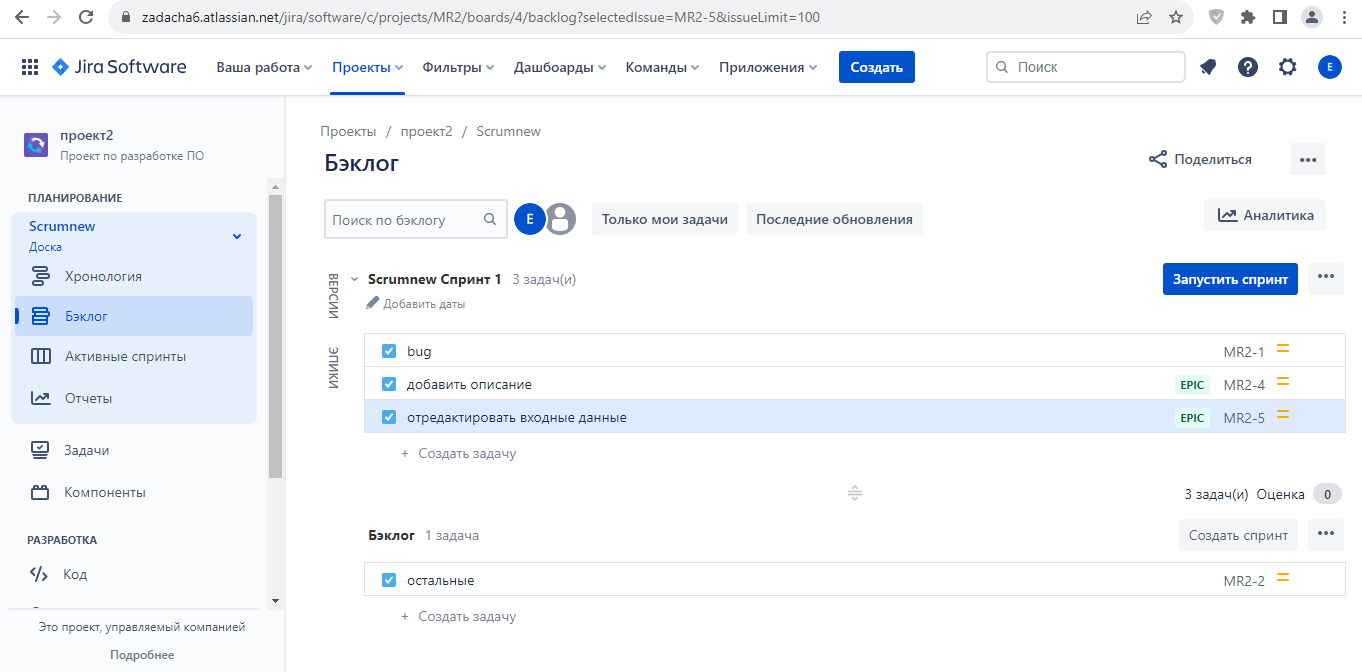 zadacha6.atlassian.net/jira/software/c/projects/MR2/boards/4/backlog?selectedIssue=MR2-5&issueLimit=100
Jira Software Ваша работа Проекты Фильтры Дашбоарды Команды Приложения Создать Поиск E
проект2
Проект по разработке ПО
ПЛАНИРОВАНИЕ
Scrumnew
Доска
Хронология
Бэклог
Активные спринты
Отчеты
Задачи
Компоненты
РАЗРАБОТКА
Код
Это проект, управляемый компанией
Подробнее
Проекты / проект2 / Scrumnew
Бэклог
Поделиться
Поиск по бэклогу E Только мои задачи Последние обновления Аналитика
ВЕРСИИ
ЭПИКИ
Scrumnew Спринт 1 3 задач(и) Запустить спринт
Добавить даты
bug MR2-1
добавить описание EPIC MR2-4
отредактировать входные данные EPIC MR2-5
+ Создать задачу
3 задач(и) Оценка 0
Бэклог 1 задача Создать спринт
остальные MR2-2
+ Создать задачу